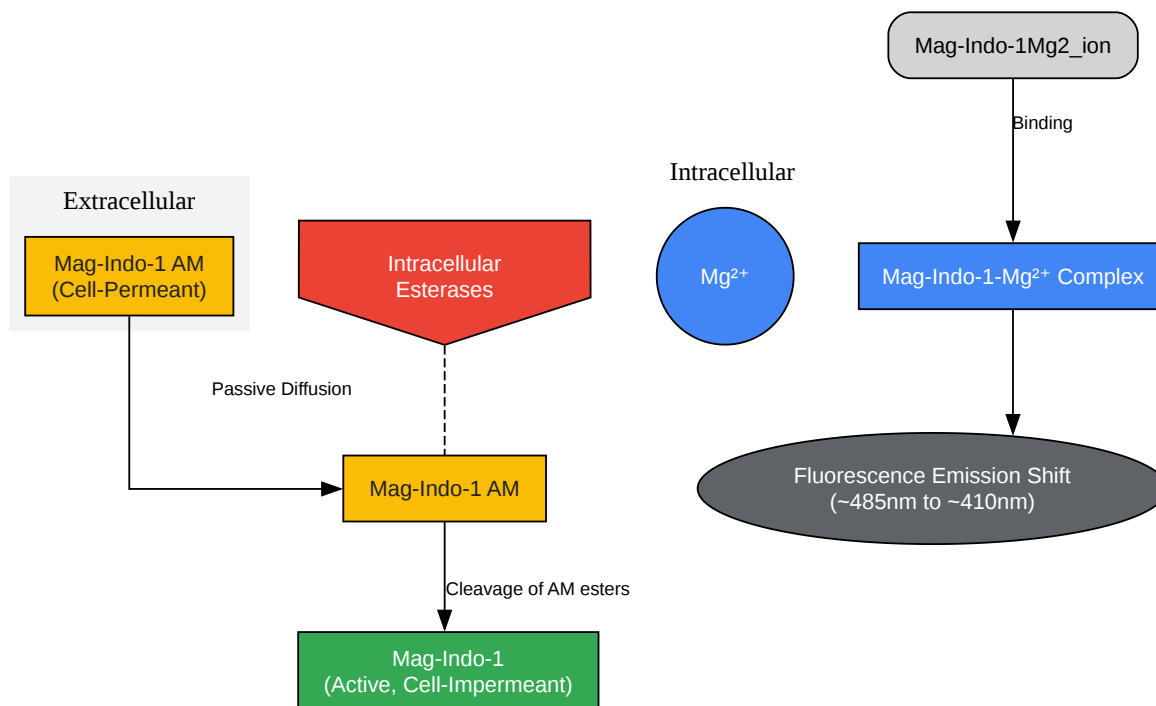 Mag-Indo-1Mg2_ion
Binding
Extracellular
Mag-Indo-1 AM
(Cell-Permeant)
Intracellular
Esterases
Intracellular
Mg²⁺
Mag-Indo-1-Mg²⁺ Complex
Passive Diffusion
Mag-Indo-1 AM
Fluorescence Emission Shift
(~485nm to ~410nm)
Cleavage of AM esters
Mag-Indo-1
(Active, Cell-Impermeant)